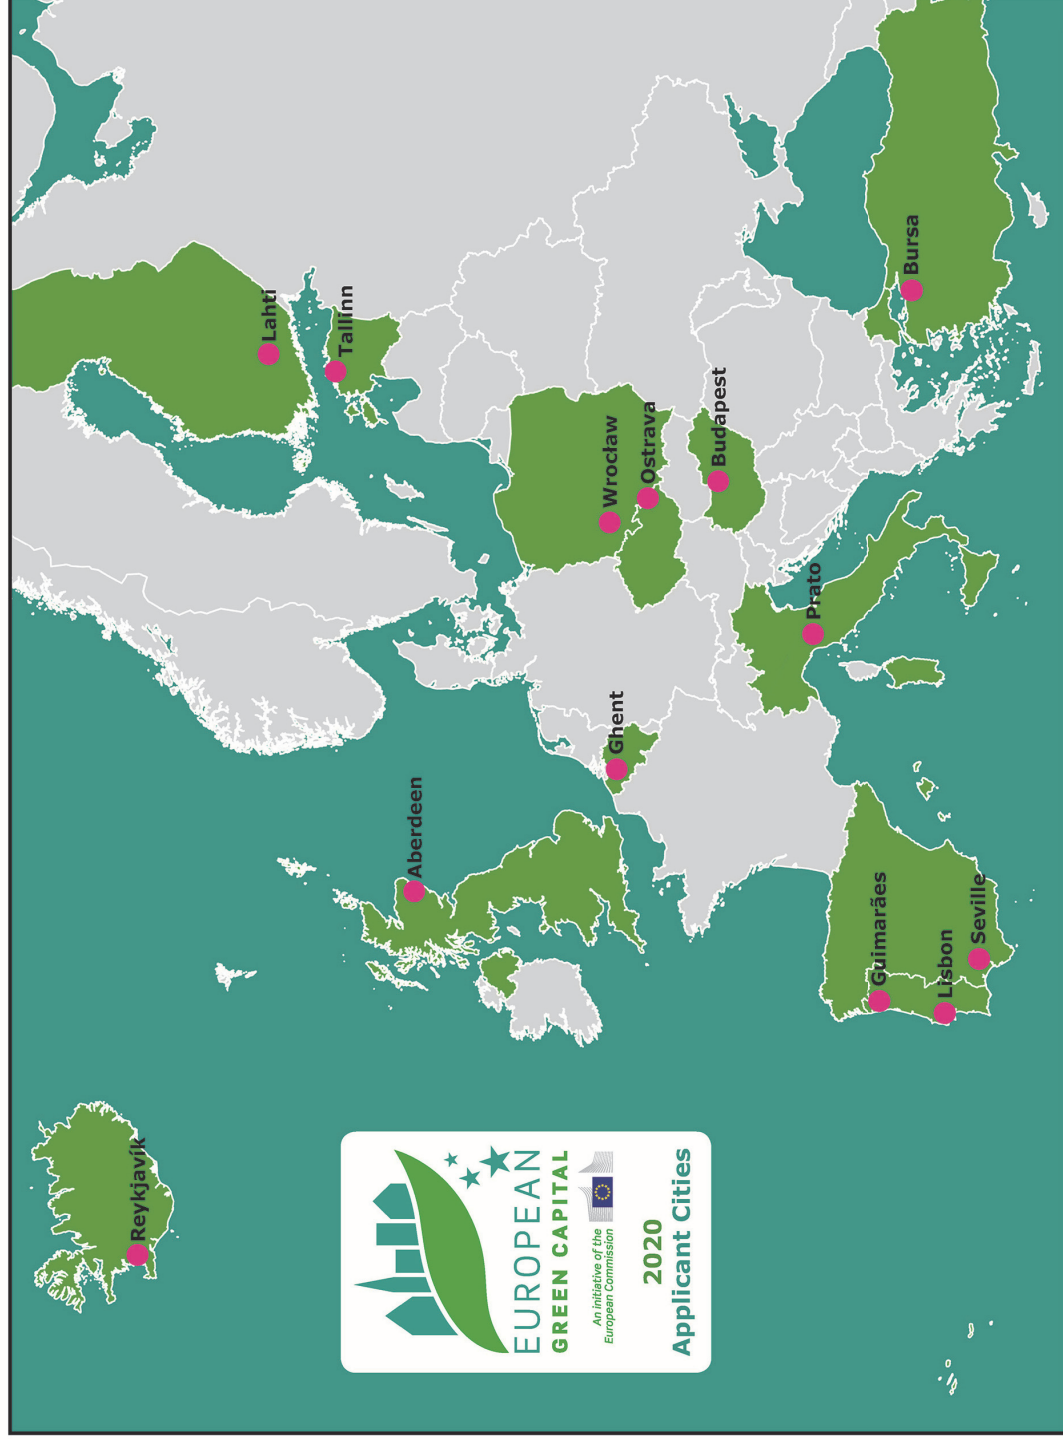 Reykjavík
Lahti
Tallinn
Aberdeen
Ghent
Wrocław
Ostrava
Budapest
Prato
Guimarães
Lisbon
Seville
Bursa
EUROPEAN
GREEN CAPITAL
An initiative of the
European Commission
2020
Applicant Cities